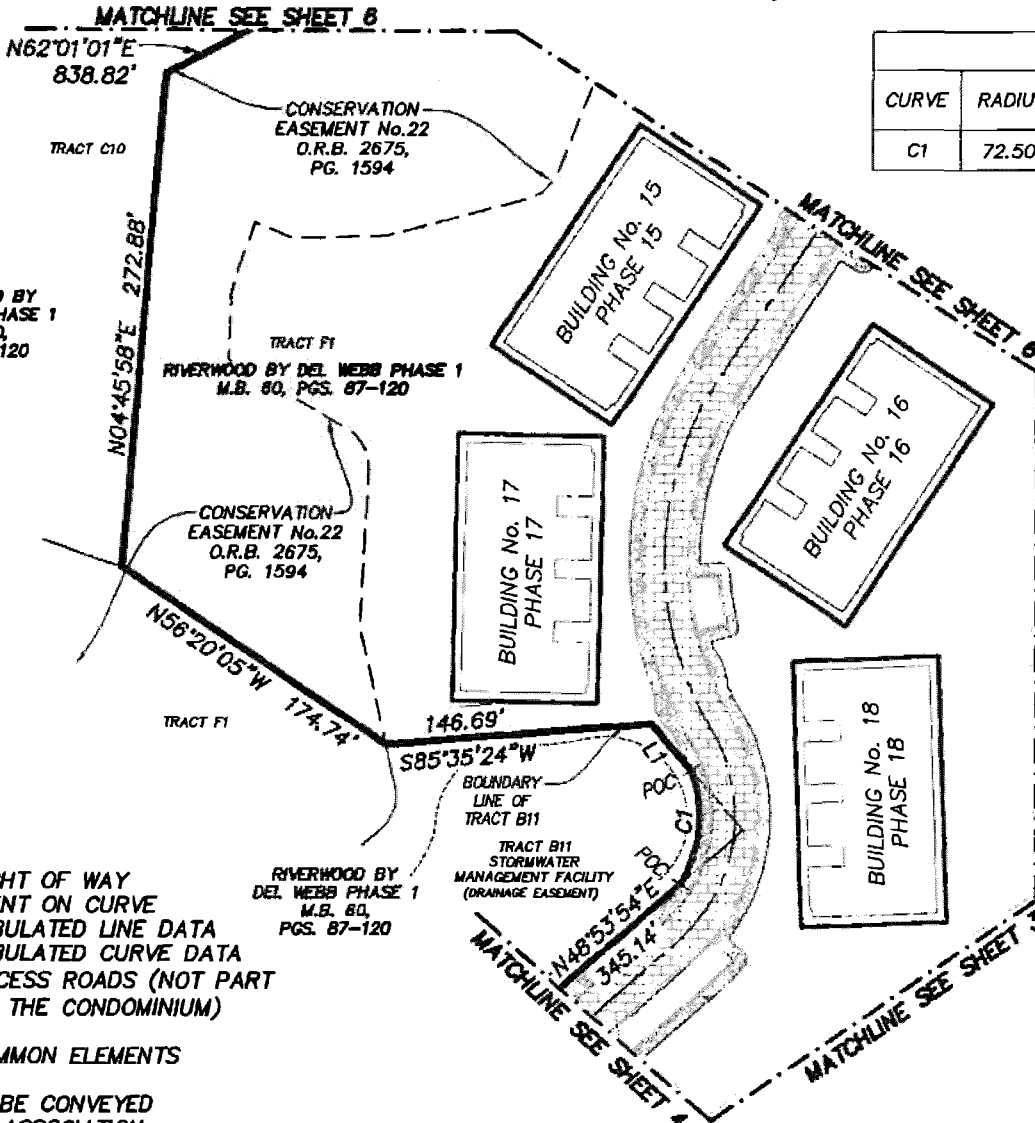 MATCHLINE SEE SHEET 6
N62°01'01"E
838.82'
CONSERVATION
EASEMENT No.22
O.R.B. 2675,
PG. 1594
TRACT C10
CURVE
C1
72.50
MATCHLINE SEE SHEET 6
BUILDING No. 15
PHASE 15
N04°45'58"E 272.88'
BY
PHASE 1
120
TRACT F1
RIVERWOOD BY DEL WEBB PHASE 1
M.B. 60, PGS. 87-120
BUILDING No. 16
PHASE 16
BUILDING No. 17
PHASE 17
CONSERVATION
EASEMENT No.22
O.R.B. 2675,
PG. 1594
N56°20'05"W 174.74'
TRACT F1
146.69'
S85°35'24"W
L1
POC
C1
POC
BOUNDARY
LINE OF
TRACT B11
TRACT B11
STORMWATER
MANAGEMENT FACILITY
(DRAINAGE EASEMENT)
BUILDING No. 18
PHASE 18
RIVERWOOD BY
DEL WEBB PHASE 1
M.B. 60,
PGS. 87-120
N48°53'54"E
345.14'
MATCHLINE SEE SHEET 4
MATCHLINE SEE SHEET
HT OF WAY
NT ON CURVE
BULATED LINE DATA
BULATED CURVE DATA
CESS ROADS (NOT PART
THE CONDOMINIUM)
MMON ELEMENTS
BE CONVEYED